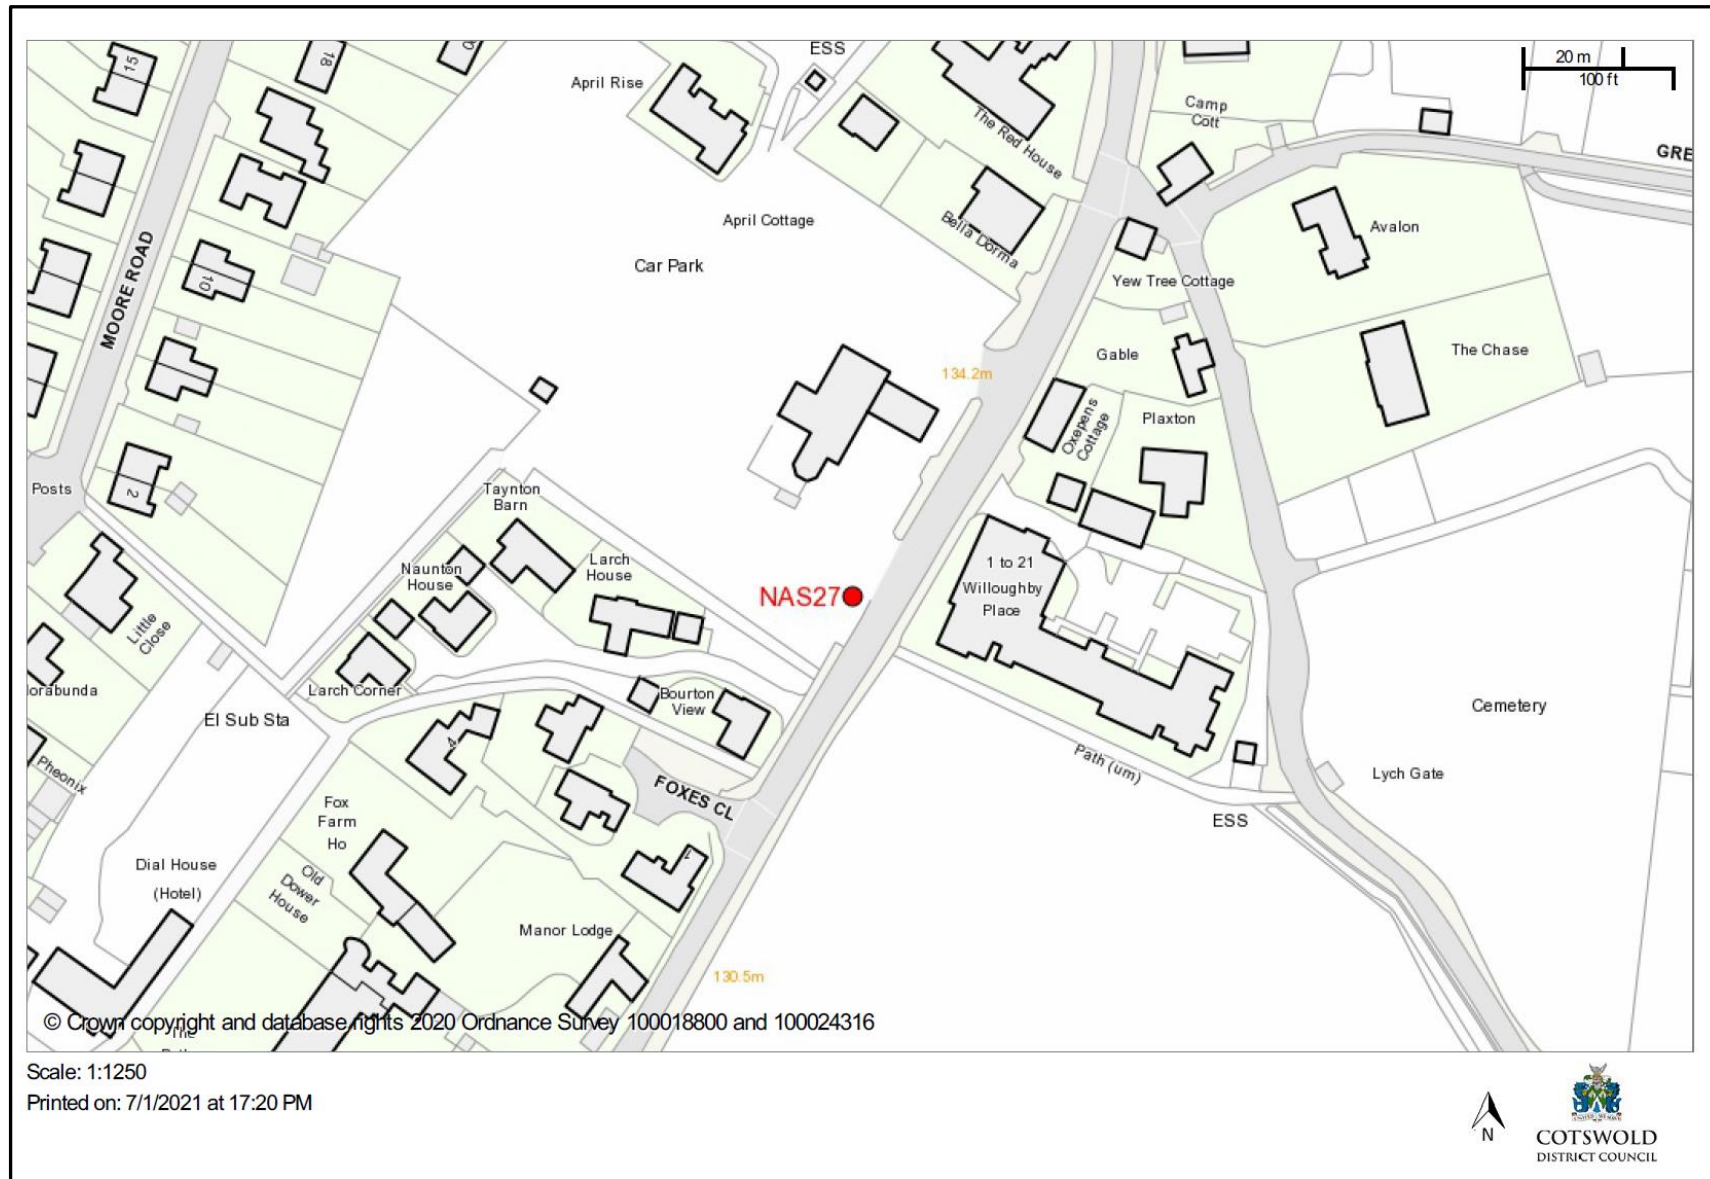 ESS
20 m
100 ft
15
18
April Rise
Camp
Cott
The Red House
GRE
April Cottage
Bella Dorma
Avalon
Car Park
Yew Tree Cottage
10
MOORE ROAD
Gable
The Chase
134.2m
Oxepens
Cottage
Plaxton
Posts
2
Taynton
Barn
Larch
House
Naunton
House
1 to 21
Willoughby
Place
NAS27
Little
Close
Larch Corner
Bourton
View
El Sub Sta
Cemetery
4
Pheonix
Path (um)
Lych Gate
FOXES CL
Fox
Farm
Ho
ESS
1
Dial House
(Hotel)
Old
Dower
House
Manor Lodge
130.5m
© Crown copyright and database rights 2020 Ordnance Survey 100018800 and 100024316
The
Scale: 1:1250
Printed on: 7/1/2021 at 17:20 PM
N
COTSWOLD
DISTRICT COUNCIL